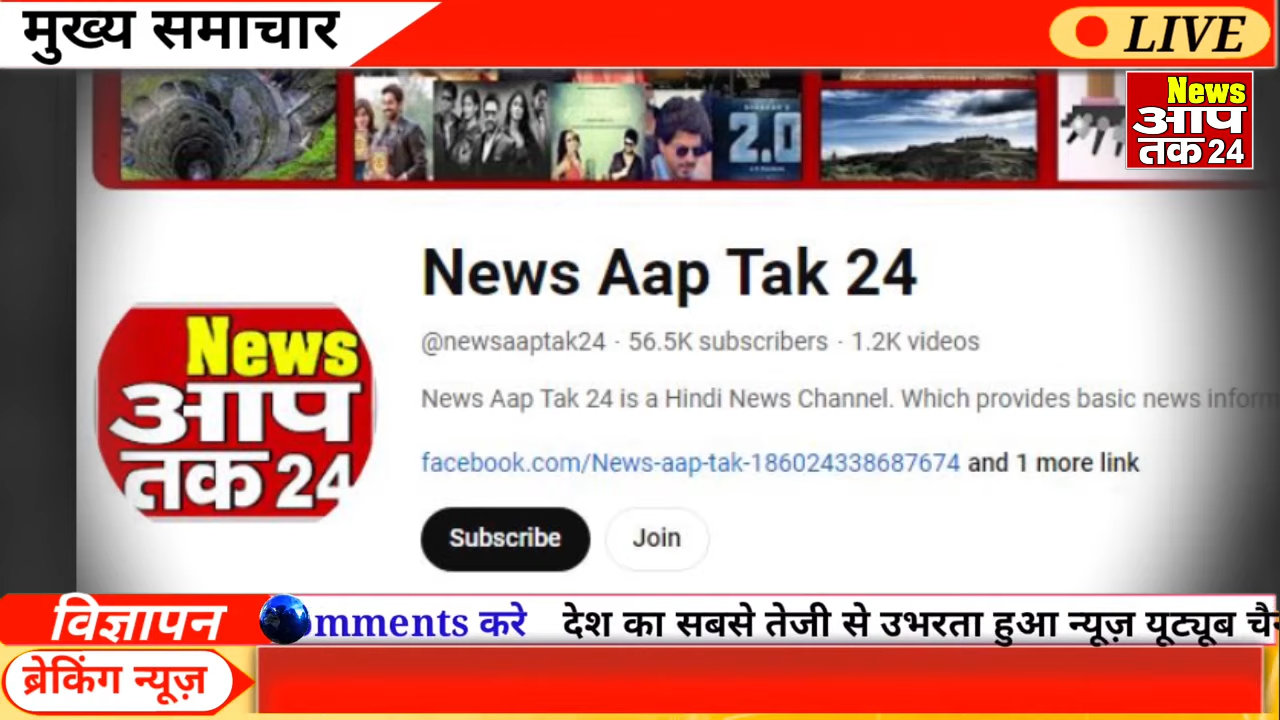 मुख्य समाचार
LIVE
News
आप
तक 24
2.0
News Aap Tak 24
@newsaaptak24 · 56.5K subscribers · 1.2K videos
News Aap Tak 24 is a Hindi News Channel. Which provides basic news inform
facebook.com/News-aap-tak-186024338687674 and 1 more link
Subscribe
Join
News
आप
तक 24
विज्ञापन
mments करे देश का सबसे तेजी से उभरता हुआ न्यूज़ यूट्यूब
ब्रेकिंग न्यूज़